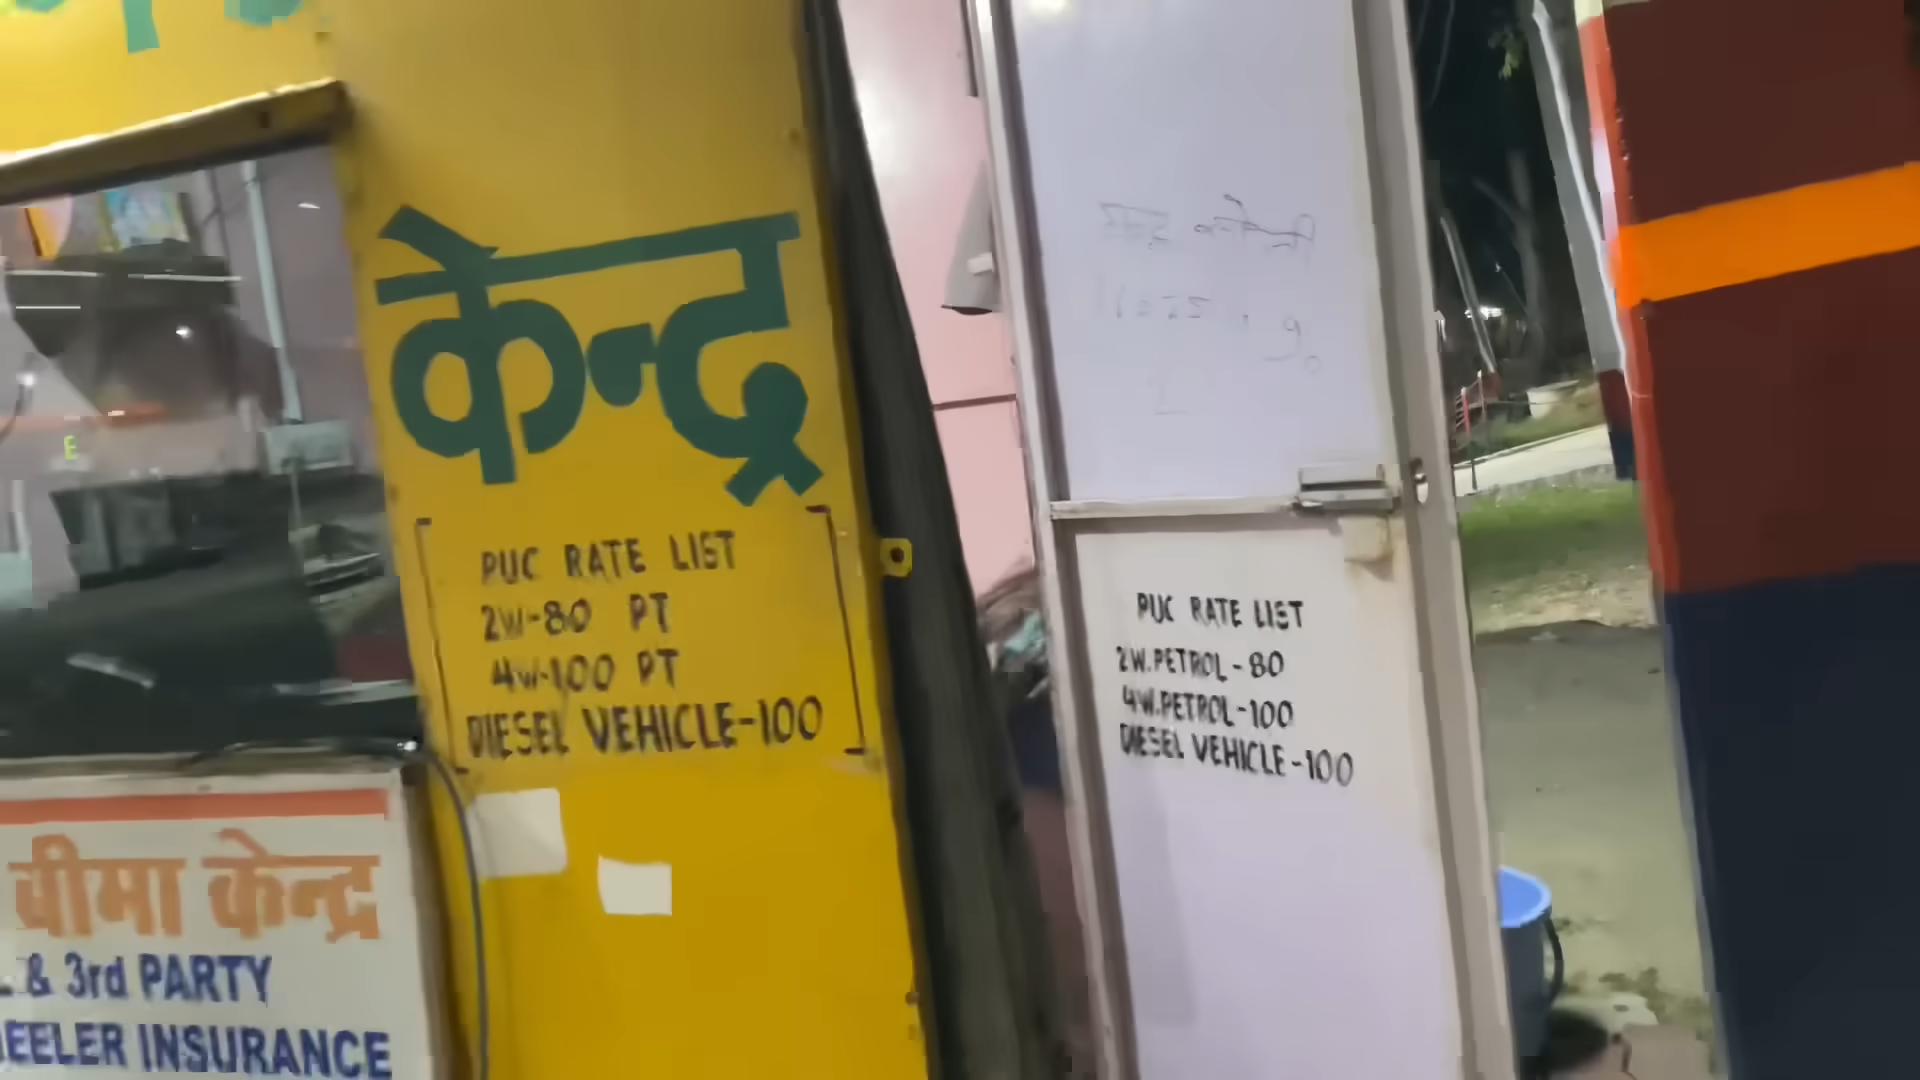 केन्द्र
PUC RATE LIST
2W-80 PT
4W-100 PT
DIESEL VEHICLE-100
बीमा केन्द्र
& 3rd PARTY
EELER INSURANCE
PUC RATE LIST
2W.PETROL-80
4W.PETROL-100
DIESEL VEHICLE-100